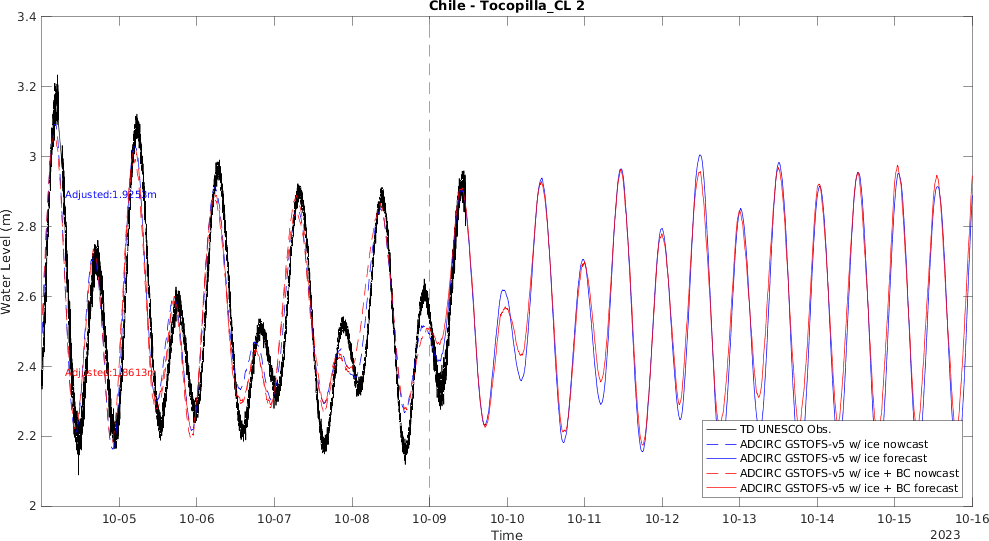 Chile - Tocopilla_CL 2
3.4
3.2
3
2.8
2.6
2.4
2.2
2
Water Level (m)
Adjusted:1.9253m
TD UNESCO Obs.
ADCIRC GSTOFS-v5 w/ ice nowcast
ADCIRC GSTOFS-v5 w/ ice forecast
ADCIRC GSTOFS-v5 w/ ice + BC nowcast
ADCIRC GSTOFS-v5 w/ ice + BC forecast
10-05 10-06 10-07 10-08 10-09 10-10 10-11 10-12 10-13 10-14 10-15 10-16
Time
2023